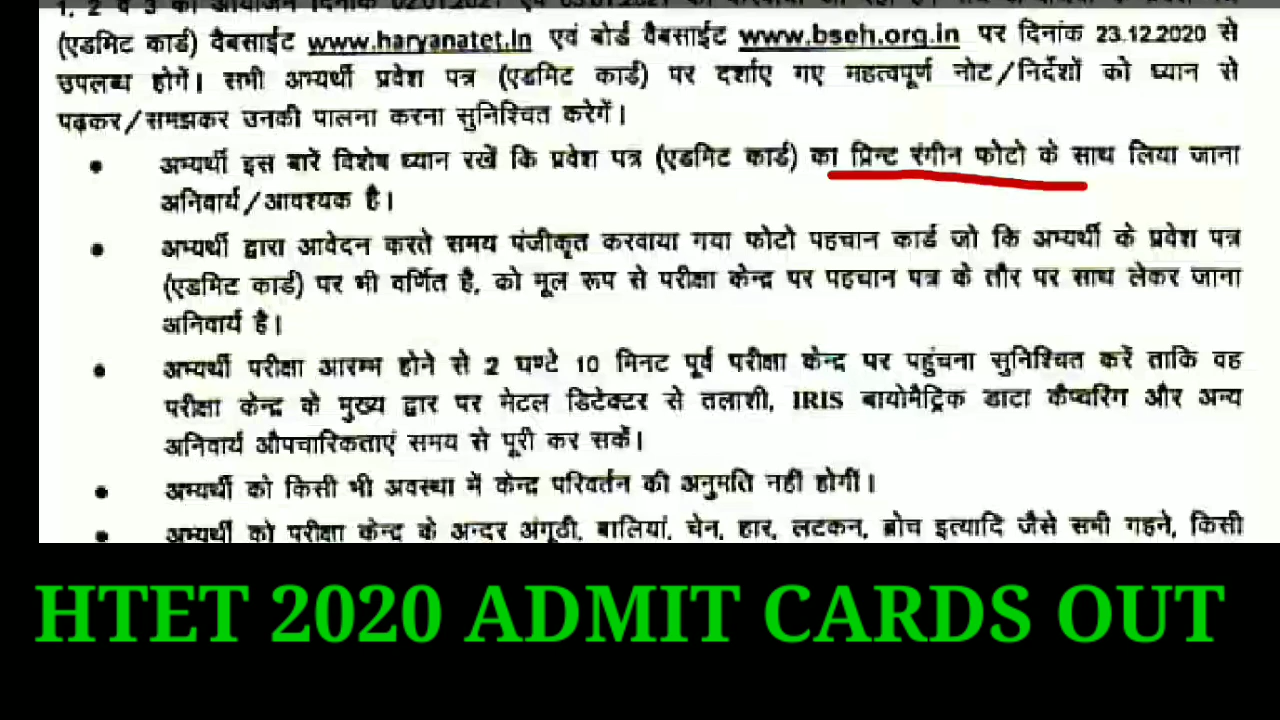 1, 2 व 3 का आयोजन दिनांक
(एडमिट कार्ड) वैबसाईट www.haryanatet.in एवं बोर्ड वैबसाईट www.bseh.org.in पर दिनांक 23.12.2020 से
उपलब्ध होगें। सभी अभ्यर्थी प्रवेश पत्र (एडमिट कार्ड) पर दर्शाए गए महत्वपूर्ण नोट/निर्देशों को ध्यान से
पढ़कर/समझकर उनकी पालना करना सुनिश्चित करेगें।
• अभ्यर्थी इस बारें विशेष ध्यान रखें कि प्रवेश पत्र (एडमिट कार्ड) का प्रिन्ट रंगीन फोटो के साथ लिया जाना
अनिवार्य/आवश्यक है।
• अभ्यर्थी द्वारा आवेदन करते समय पंजीकृत करवाया गया फोटो पहचान कार्ड जो कि अभ्यर्थी के प्रवेश पत्र
(एडमिट कार्ड) पर भी वर्णित है, को मूल रूप से परीक्षा केन्द्र पर पहचान पत्र के तौर पर साथ लेकर जाना
अनिवार्य है।
• अभ्यर्थी परीक्षा आरम्भ होने से 2 घण्टे 10 मिनट पूर्व परीक्षा केन्द्र पर पहुंचना सुनिश्चित करें ताकि वह
परीक्षा केन्द्र के मुख्य द्वार पर मेटल डिटेक्टर से तलाशी, IRIS बायोमैट्रिक डाटा कैप्चरिंग और अन्य
अनिवार्य औपचारिकताएं समय से पूरी कर सकें।
• अभ्यर्थी को किसी भी अवस्था में केन्द्र परिवर्तन की अनुमति नहीं होगीं।
• अभ्यर्थी को परीक्षा केन्द्र के अन्दर अंगूठी, बालियां, चेन, हार, लटकन, ब्रोच इत्यादि जैसे सभी गहने, किसी
HTET 2020 ADMIT CARDS OUT